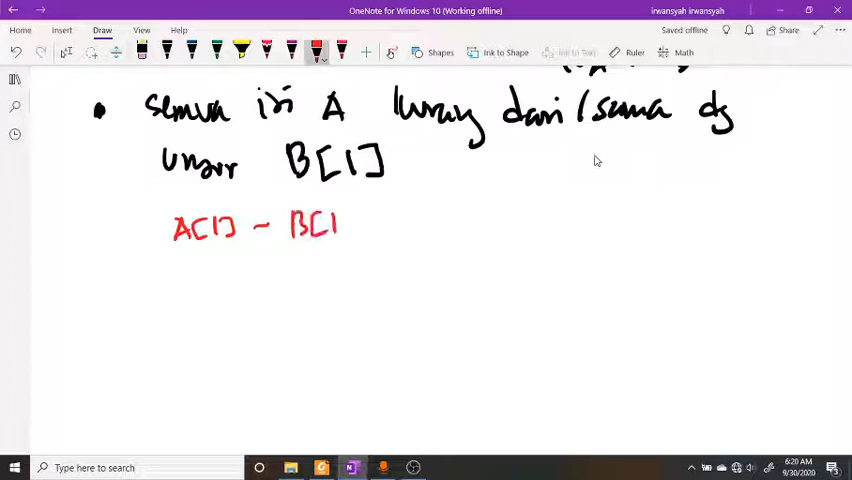 OneNote for Windows 10 (Working offline)
irwansyah irwansyah
Home Insert Draw View Help
Saved offline Share
Shapes Ink to Shape Ink to Text Ruler Math
• semua isi A kurang dari / sama dg
unsur B[1]
A[1] ~ B[1
Type here to search
6:20 AM
9/30/2020
3